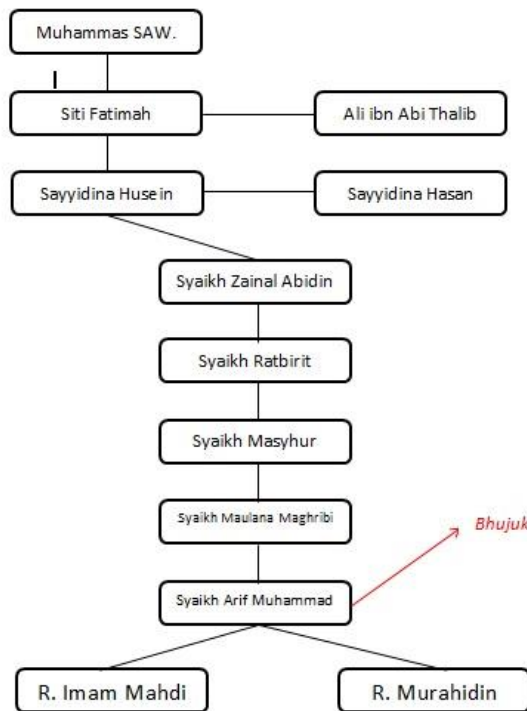 Muhammas SAW.
Siti Fatimah
Ali ibn Abi Thalib
Sayyidina Husein
Sayyidina Hasan
Syaikh Zainal Abidin
Syaikh Ratbirit
Syaikh Masyhur
Syaikh Maulana Maghribi
Bhujuk
Syaikh Arif Muhammad
R. Imam Mahdi
R. Murahidin